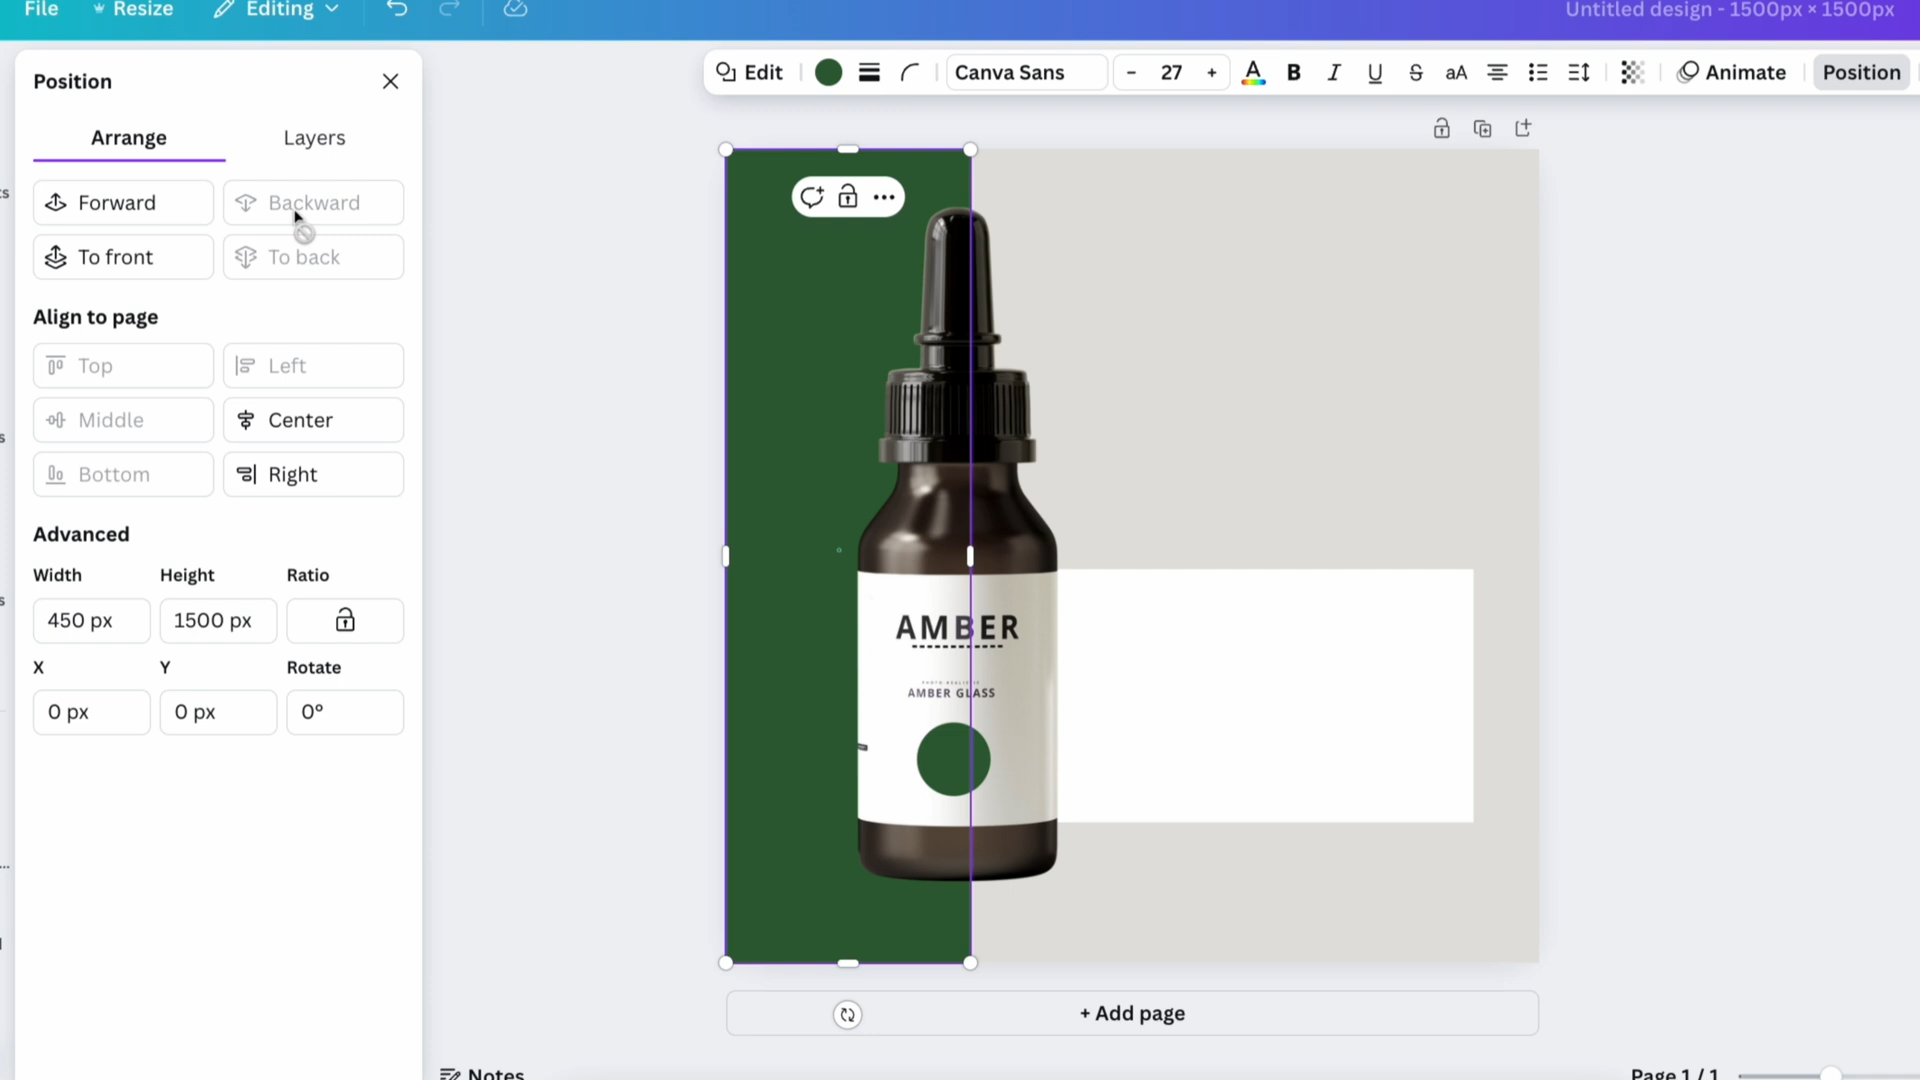 File Resize Editing Untitled design - 1500px × 1500px
Position
Edit Canva Sans - 27 + A B I U S aA Animate Position
Arrange Layers
Forward Backward
To front To back
Align to page
Top Left
Middle Center
Bottom Right
Advanced
Width Height Ratio
450 px 1500 px
X Y Rotate
0 px 0 px 0°
AMBER
AMBER GLASS
+ Add page
Notes Page 1 / 1